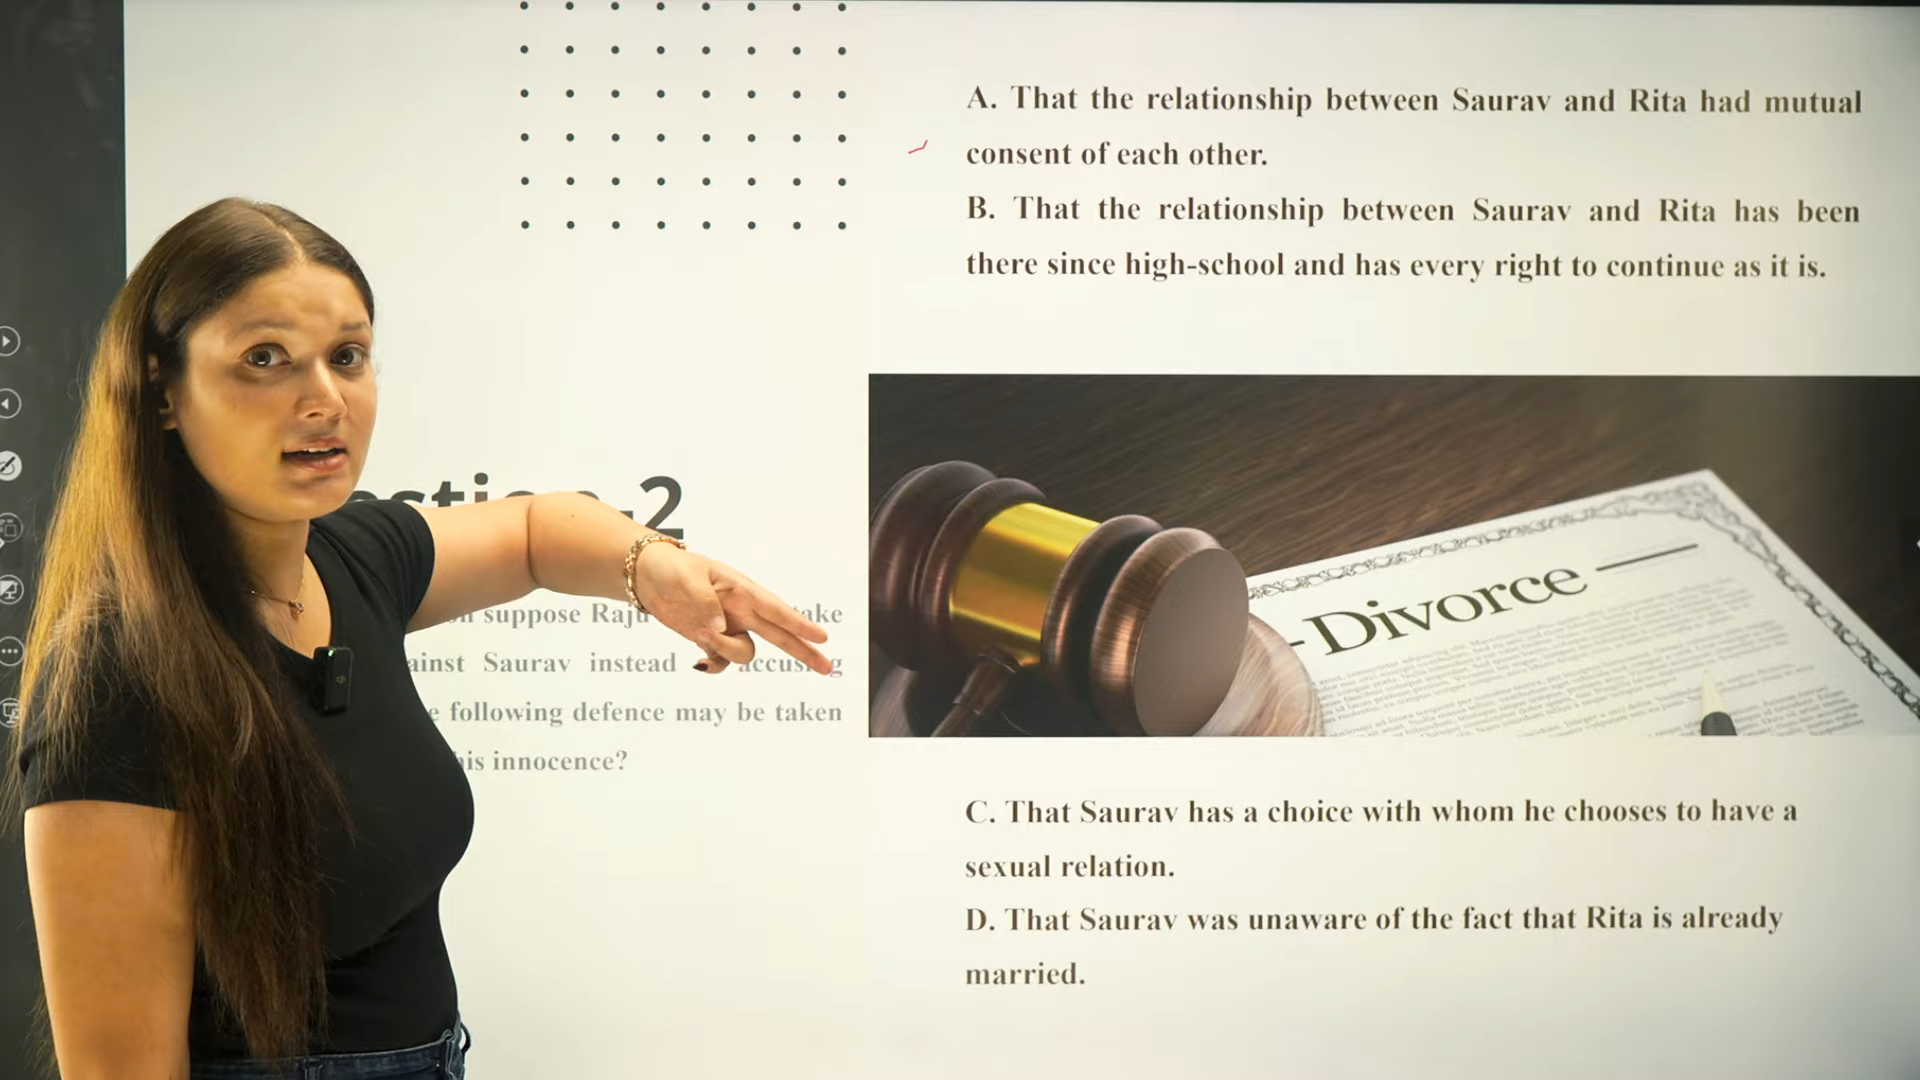 A. That the relationship between Saurav and Rita had mutual
consent of each other.
B. That the relationship between Saurav and Rita has been
there since high-school and has every right to continue as it is.
-2
suppose Raju
Saurav instead
following defence may be taken
innocence?
Divorce
C. That Saurav has a choice with whom he chooses to have a
sexual relation.
D. That Saurav was unaware of the fact that Rita is already
married.